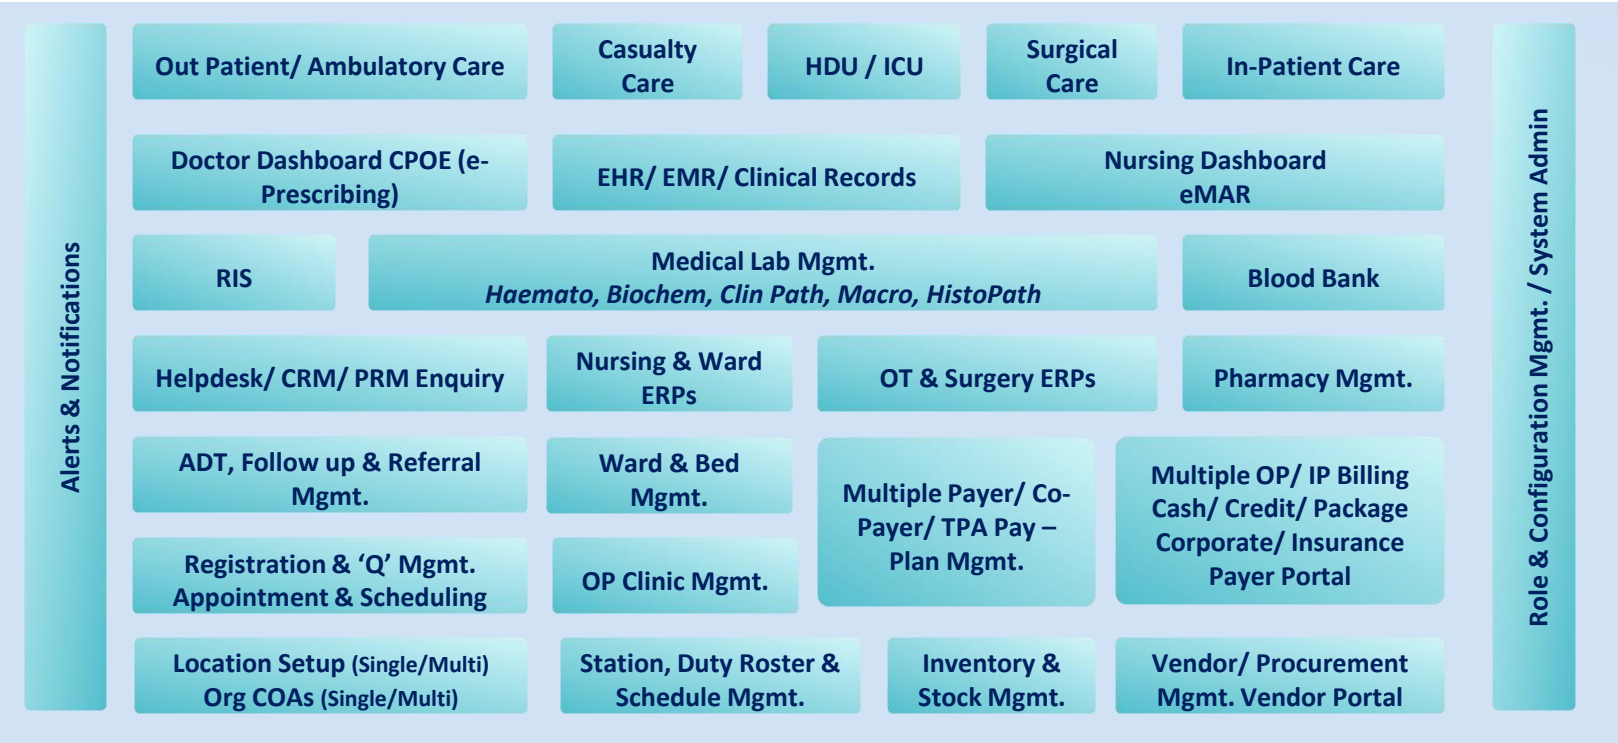 Alerts & Notifications
Out Patient/ Ambulatory Care
Casualty
Care
HDU / ICU
Surgical
Care
In-Patient Care
Doctor Dashboard CPOE (e-
Prescribing)
EHR/ EMR/ Clinical Records
Nursing Dashboard
eMAR
RIS
Medical Lab Mgmt.
Haemato, Biochem, Clin Path, Macro, HistoPath
Blood Bank
Helpdesk/ CRM/ PRM Enquiry
Nursing & Ward
ERPs
OT & Surgery ERPs
Pharmacy Mgmt.
ADT, Follow up & Referral
Mgmt.
Ward & Bed
Mgmt.
Multiple Payer/ Co-
Payer/ TPA Pay –
Plan Mgmt.
Multiple OP/ IP Billing
Cash/ Credit/ Package
Corporate/ Insurance
Payer Portal
Registration & ‘Q’ Mgmt.
Appointment & Scheduling
OP Clinic Mgmt.
Location Setup (Single/Multi)
Org COAs (Single/Multi)
Station, Duty Roster &
Schedule Mgmt.
Inventory &
Stock Mgmt.
Vendor/ Procurement
Mgmt. Vendor Portal
Role & Configuration Mgmt. / System Admin